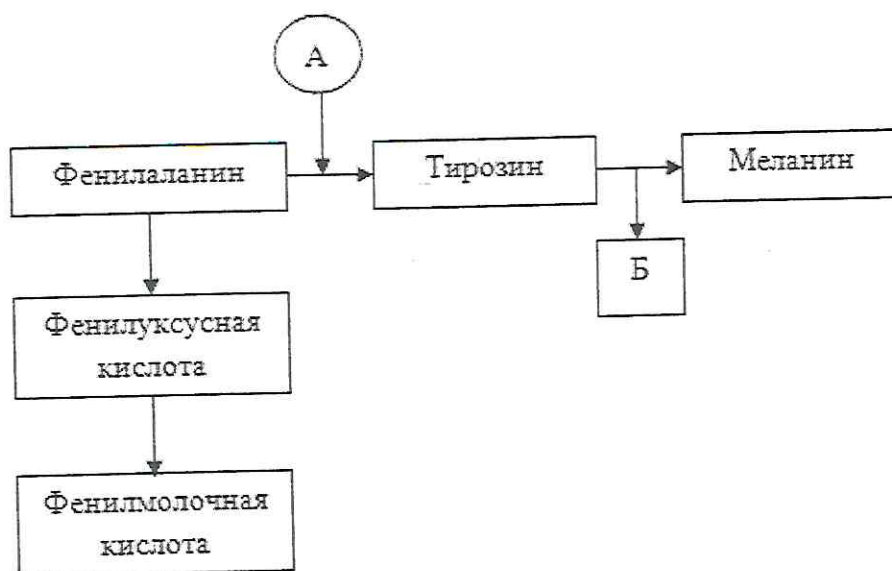 А
Фенилаланин
Тирозин
Меланин
Б
Фенилуксусная
кислота
Фенилмолочная
кислота